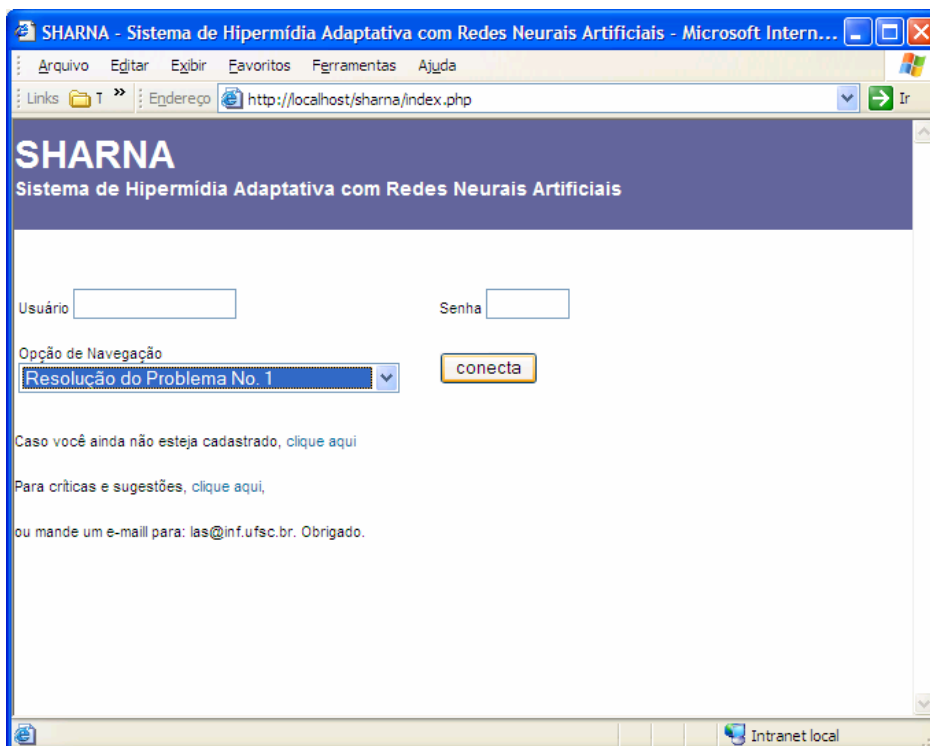 SHARNA - Sistema de Hipermídia Adaptativa com Redes Neurais Artificiais - Microsoft Intern...
Arquivo Editar Exibir Favoritos Ferramentas Ajuda
Links T » Endereço http://localhost/sharna/index.php Ir
SHARNA
Sistema de Hipermídia Adaptativa com Redes Neurais Artificiais
Usuário Senha
Opção de Navegação
Resolução do Problema No. 1 conecta
Caso você ainda não esteja cadastrado, clique aqui
Para críticas e sugestões, clique aqui,
ou mande um e-maill para: las@inf.ufsc.br. Obrigado.
Intranet local